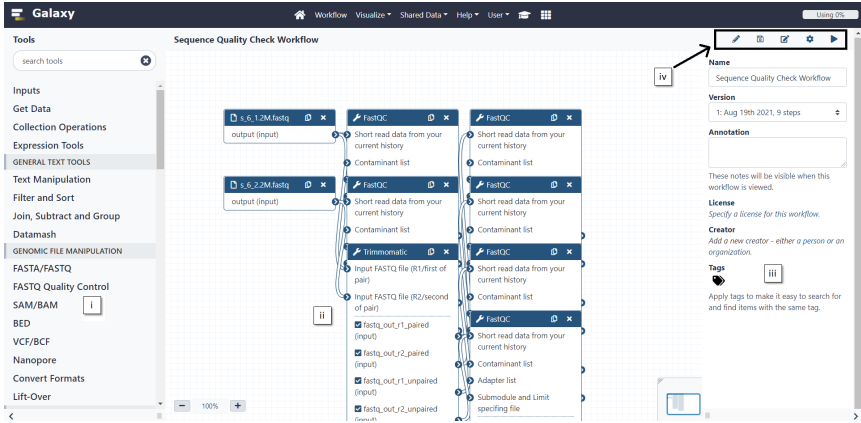 Galaxy
Workflow Visualize Shared Data Help User
Using 0%
Tools
search tools
Inputs
Get Data
Collection Operations
Expression Tools
GENERAL TEXT TOOLS
Text Manipulation
Filter and Sort
Join, Subtract and Group
Datamash
GENOMIC FILE MANIPULATION
FASTA/FASTQ
FASTQ Quality Control
SAM/BAM
i
BED
VCF/BCF
Nanopore
Convert Formats
Lift-Over
Sequence Quality Check Workflow
s_6_1.2M.fastq
output (input)
s_6_2.2M.fastq
output (input)
ii
FastQC
Short read data from your
current history
Contaminant list
FastQC
Short read data from your
current history
Contaminant list
Trimmomatic
Input FASTQ file (R1/first of
pair)
Input FASTQ file (R2/second
of pair)
fastq_out_r1_paired
(input)
fastq_out_r2_paired
(input)
fastq_out_r1_unpaired
(input)
fastq_out_r2_unpaired
(input)
FastQC
Short read data from your
current history
Contaminant list
FastQC
Short read data from your
current history
Contaminant list
FastQC
Short read data from your
current history
Contaminant list
FastQC
Short read data from your
current history
Contaminant list
Adapter list
Submodule and Limit
specifing file
100%
iv
Name
Sequence Quality Check Workflow
Version
1: Aug 19th 2021, 9 steps
Annotation
These notes will be visible when this
workflow is viewed.
License
Specify a license for this workflow.
Creator
Add a new creator - either a person or an
organization.
Tags
iii
Apply tags to make it easy to search for
and find items with the same tag.